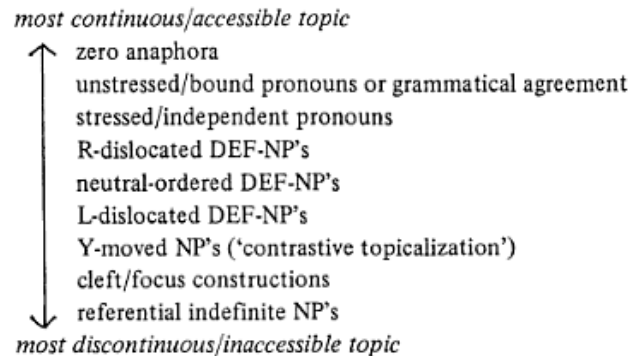 most continuous/accessible topic
zero anaphora
unstressed/bound pronouns or grammatical agreement
stressed/independent pronouns
R-dislocated DEF-NP's
neutral-ordered DEF-NP's
L-dislocated DEF-NP's
Y-moved NP's (‘contrastive topicalization’)
cleft/focus constructions
referential indefinite NP's
most discontinuous/inaccessible topic